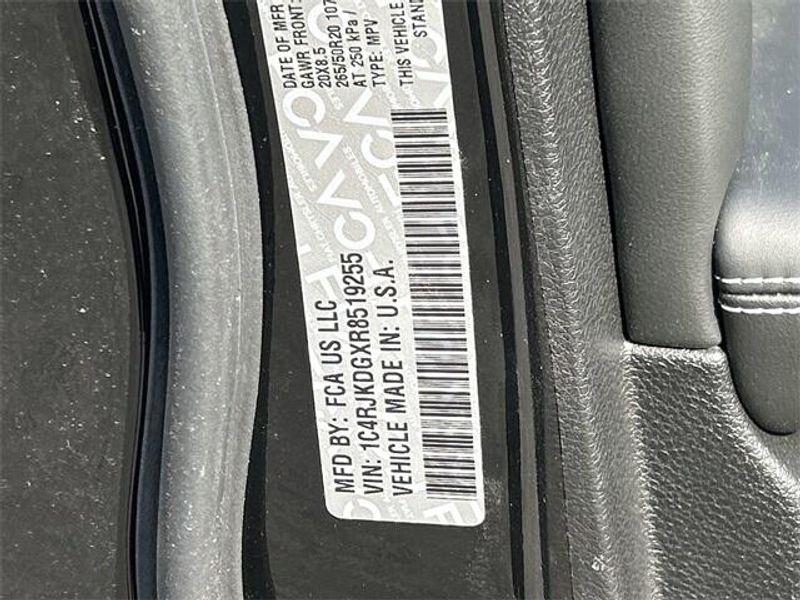 MFD BY: FCA US LLC
DATE OF MFR
GAWR FRONT:
20X8.5
265/50R20 107
AT 250 kPa /
VIN: 1C4RJKDGXR8519255
TYPE: MPV
VEHICLE MADE IN: U.S.A.
THIS VEHICLE
STAND